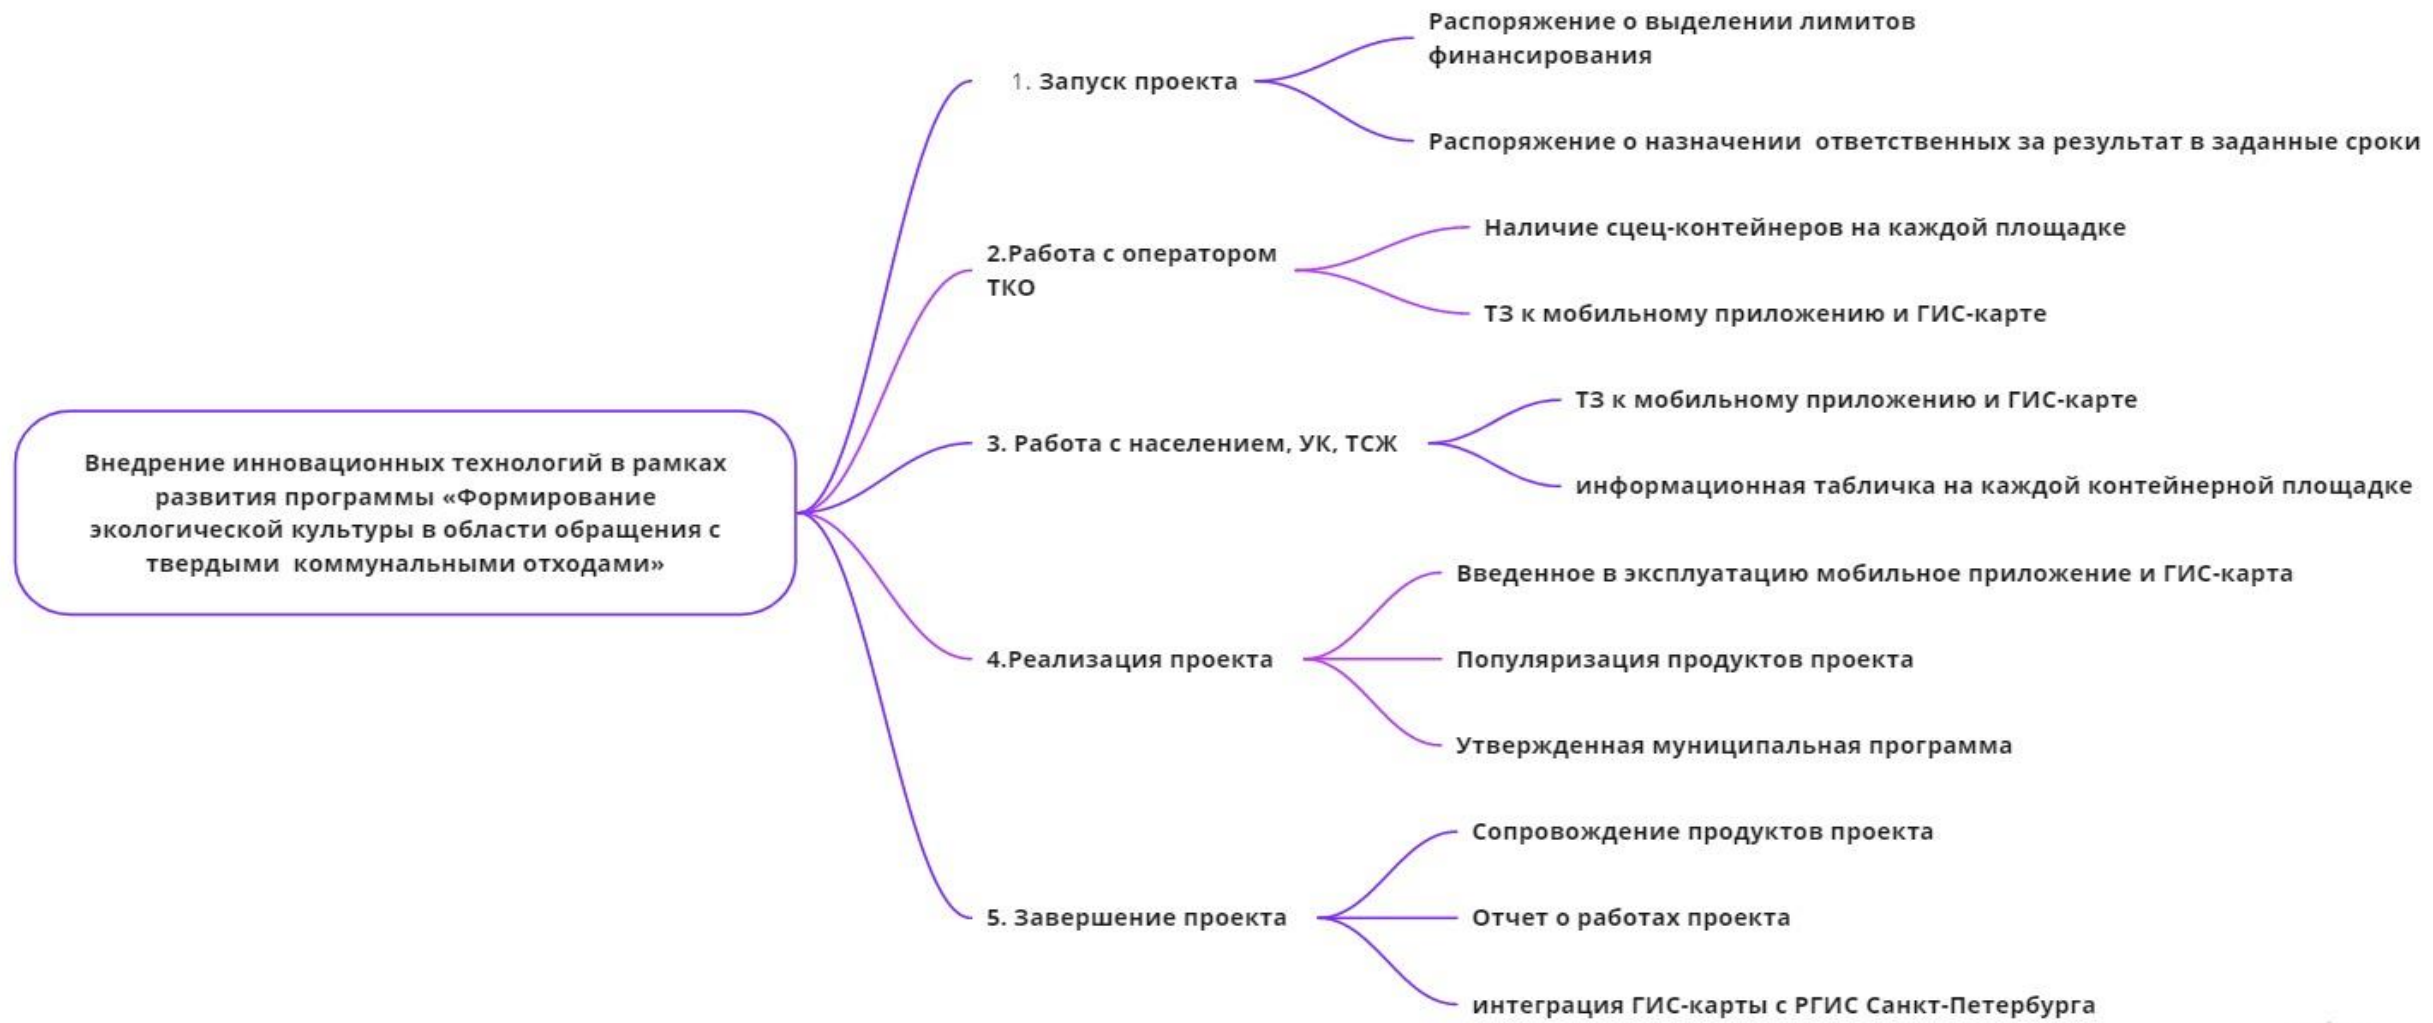 Внедрение инновационных технологий в рамках
развития программы «Формирование
экологической культуры в области обращения с
твердыми коммунальными отходами»
1. Запуск проекта
Распоряжение о выделении лимитов
финансирования
Распоряжение о назначении ответственных за результат в заданные сроки
2.Работа с оператором
ТКО
Наличие сцец-контейнеров на каждой площадке
ТЗ к мобильному приложению и ГИС-карте
3. Работа с населением, УК, ТСЖ
ТЗ к мобильному приложению и ГИС-карте
информационная табличка на каждой контейнерной площадке
4.Реализация проекта
Введенное в эксплуатацию мобильное приложение и ГИС-карта
Популяризация продуктов проекта
Утвержденная муниципальная программа
5. Завершение проекта
Сопровождение продуктов проекта
Отчет о работах проекта
интеграция ГИС-карты с РГИС Санкт-Петербурга